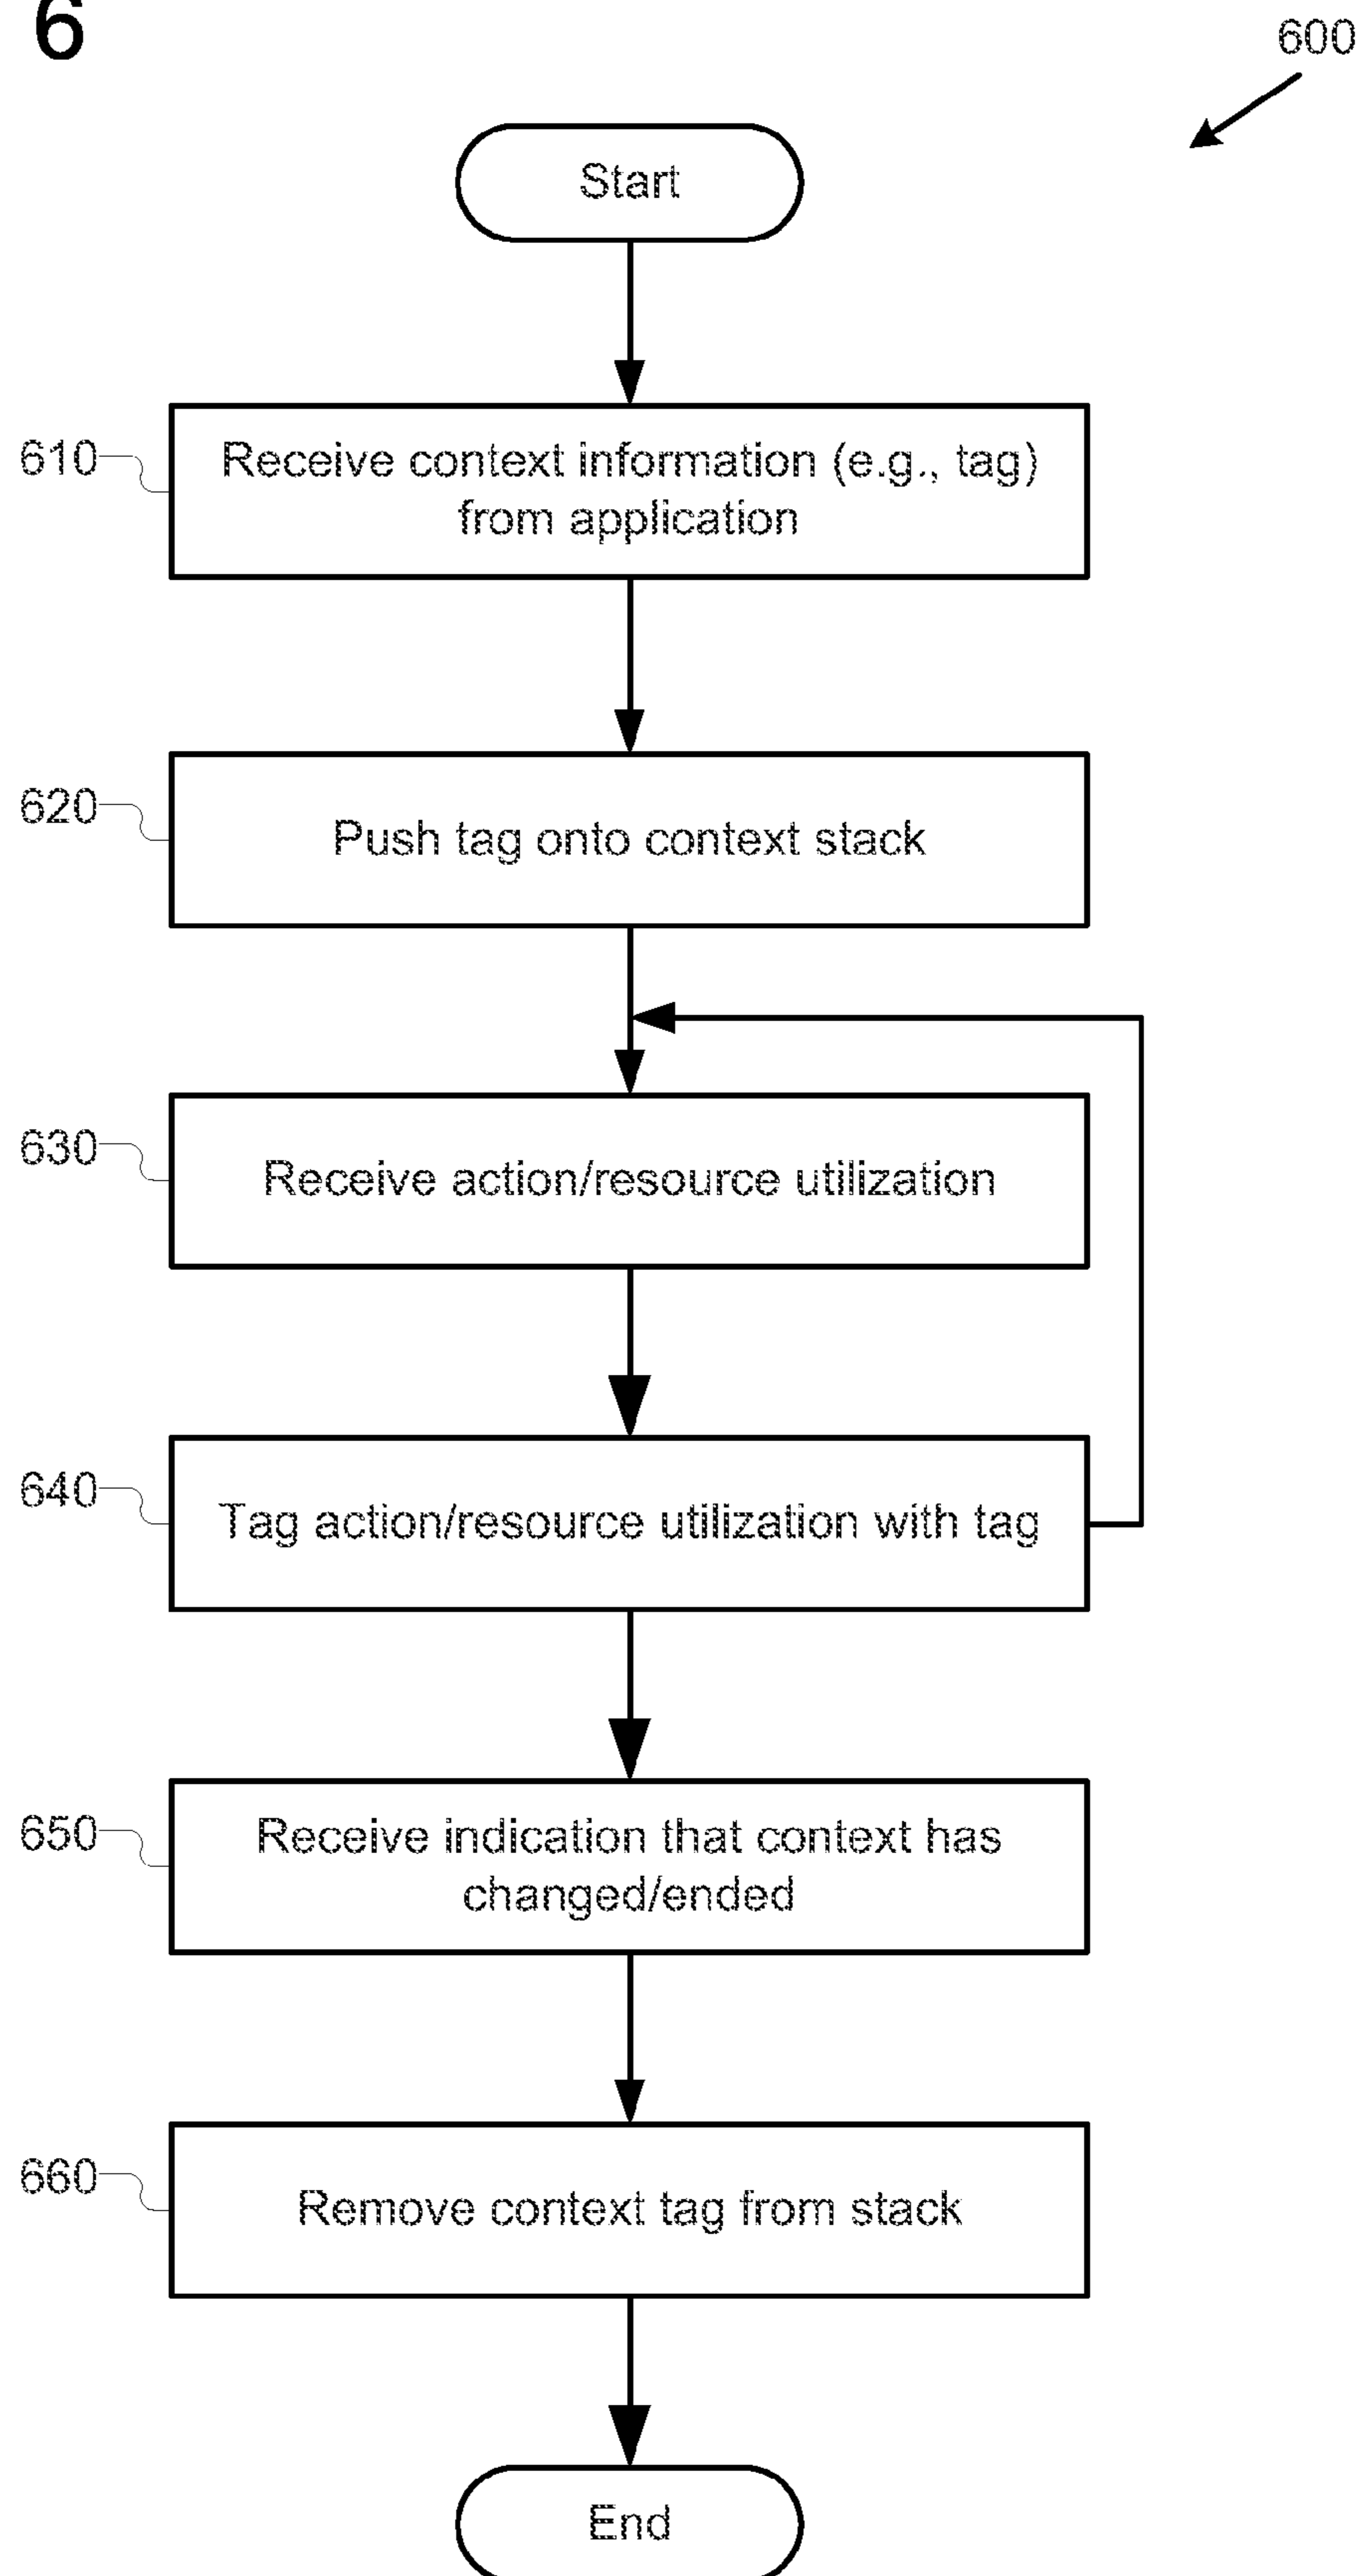 6
600
Start
610
Receive context information (e.g., tag)
from application
620
Push tag onto context stack
630
Receive action/resource utilization
640
Tag action/resource utilization with tag
650
Receive indication that context has
changed/ended
660
Remove context tag from stack
End